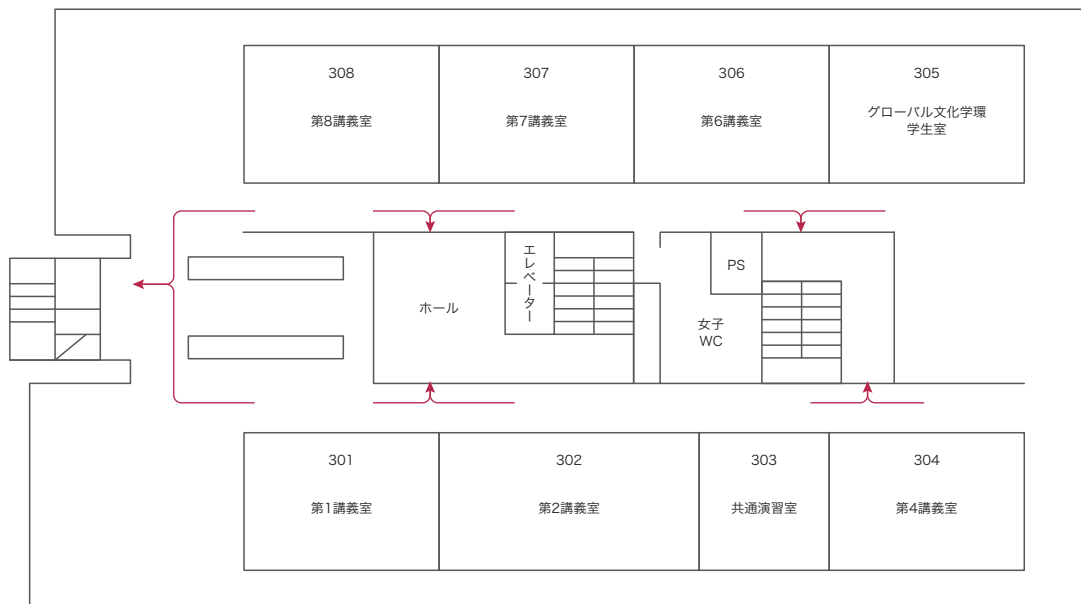 308
第8講義室
307
第7講義室
306
第6講義室
305
グローバル文化学環
学生室
ホール
エレベーター
PS
女子
WC
301
第1講義室
302
第2講義室
303
共通演習室
304
第4講義室